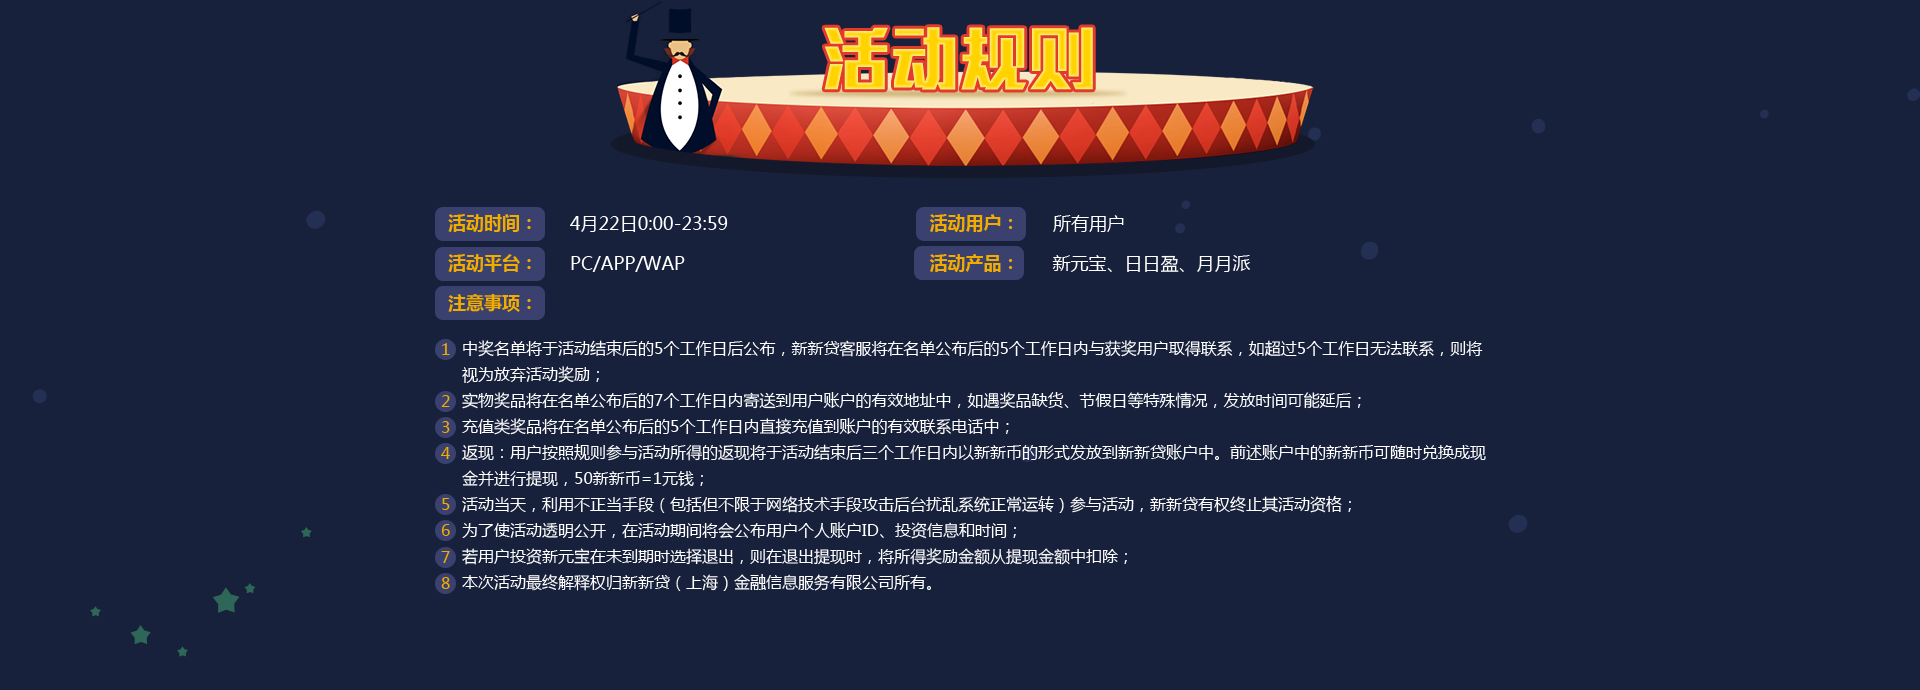 活动规则
活动时间： 4月22日0:00-23:59 活动用户： 所有用户
活动平台： PC/APP/WAP 活动产品： 新元宝、日日盈、月月派
注意事项：
1 中奖名单将于活动结束后的5个工作日后公布，新新贷客服将在名单公布后的5个工作日内与获奖用户取得联系，如超过5个工作日无法联系，则将
视为放弃活动奖励；
2 实物奖品将在名单公布后的7个工作日内寄送到用户账户的有效地址中，如遇奖品缺货、节假日等特殊情况，发放时间可能延后；
3 充值类奖品将在名单公布后的5个工作日内直接充值到账户的有效联系电话中；
4 返现：用户按照规则参与活动所得的返现将于活动结束后三个工作日内以新新币的形式发放到新新贷账户中。前述账户中的新新币可随时兑换成现
金并进行提现，50新新币=1元钱；
5 活动当天，利用不正当手段（包括但不限于网络技术手段攻击后台扰乱系统正常运转）参与活动，新新贷有权终止其活动资格；
6 为了使活动透明公开，在活动期间将会公布用户个人账户ID、投资信息和时间；
7 若用户投资新元宝在未到期时选择退出，则在退出提现时，将所得奖励金额从提现金额中扣除；
8 本次活动最终解释权归新新贷（上海）金融信息服务有限公司所有。